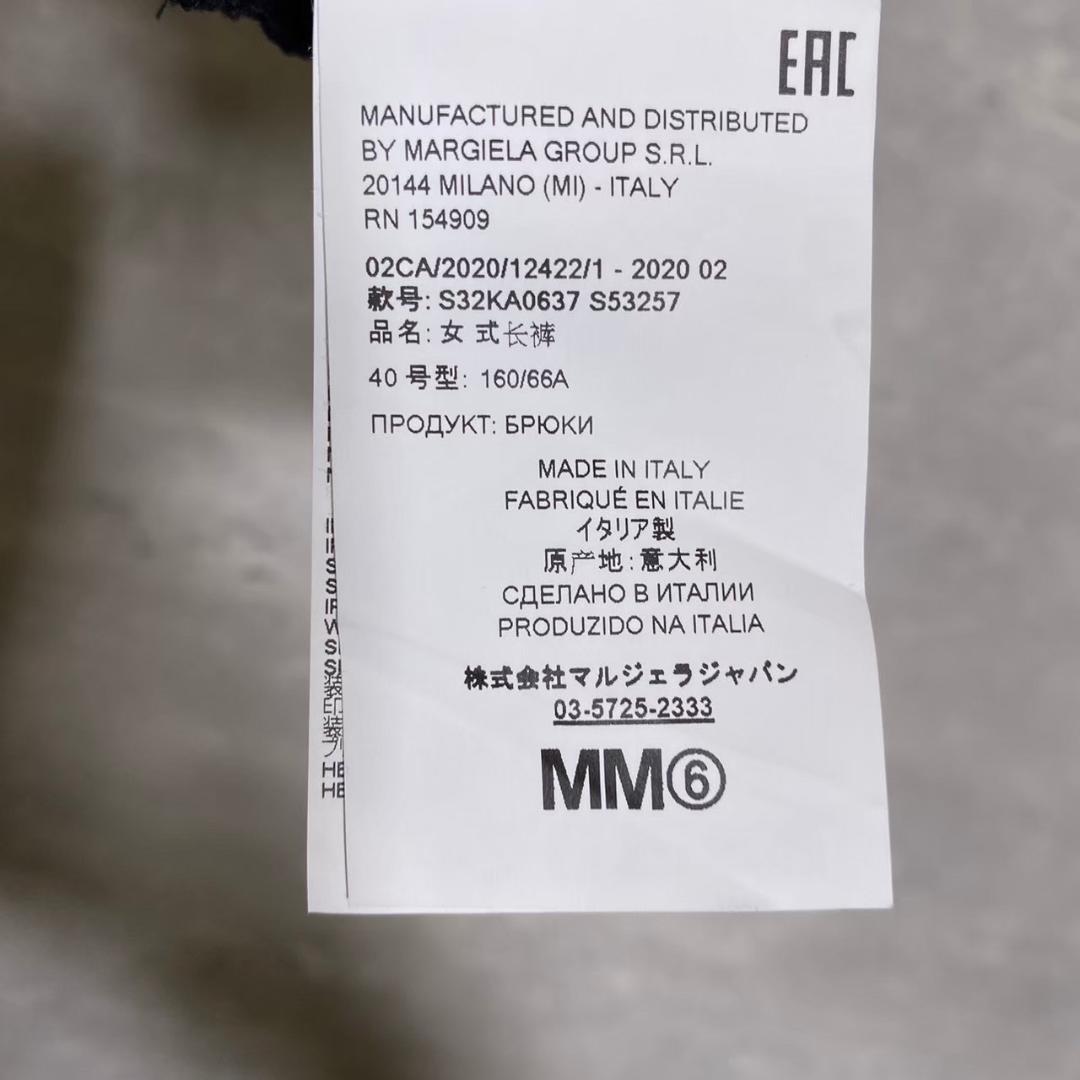 EAC
MANUFACTURED AND DISTRIBUTED
BY MARGIELA GROUP S.R.L.
20144 MILANO (MI) - ITALY
RN 154909
02CA/2020/12422/1 - 2020 02
款号: S32KA0637 S53257
品名: 女 式长裤
40 号型: 160/66A
ПРОДУКТ: БРЮКИ
MADE IN ITALY
FABRIQUÉ EN ITALIE
イタリア製
原产地: 意大利
СДЕЛАНО В ИТАЛИИ
PRODUZIDO NA ITALIA
株式会社マルジェラジャパン
03-5725-2333
MM⑥